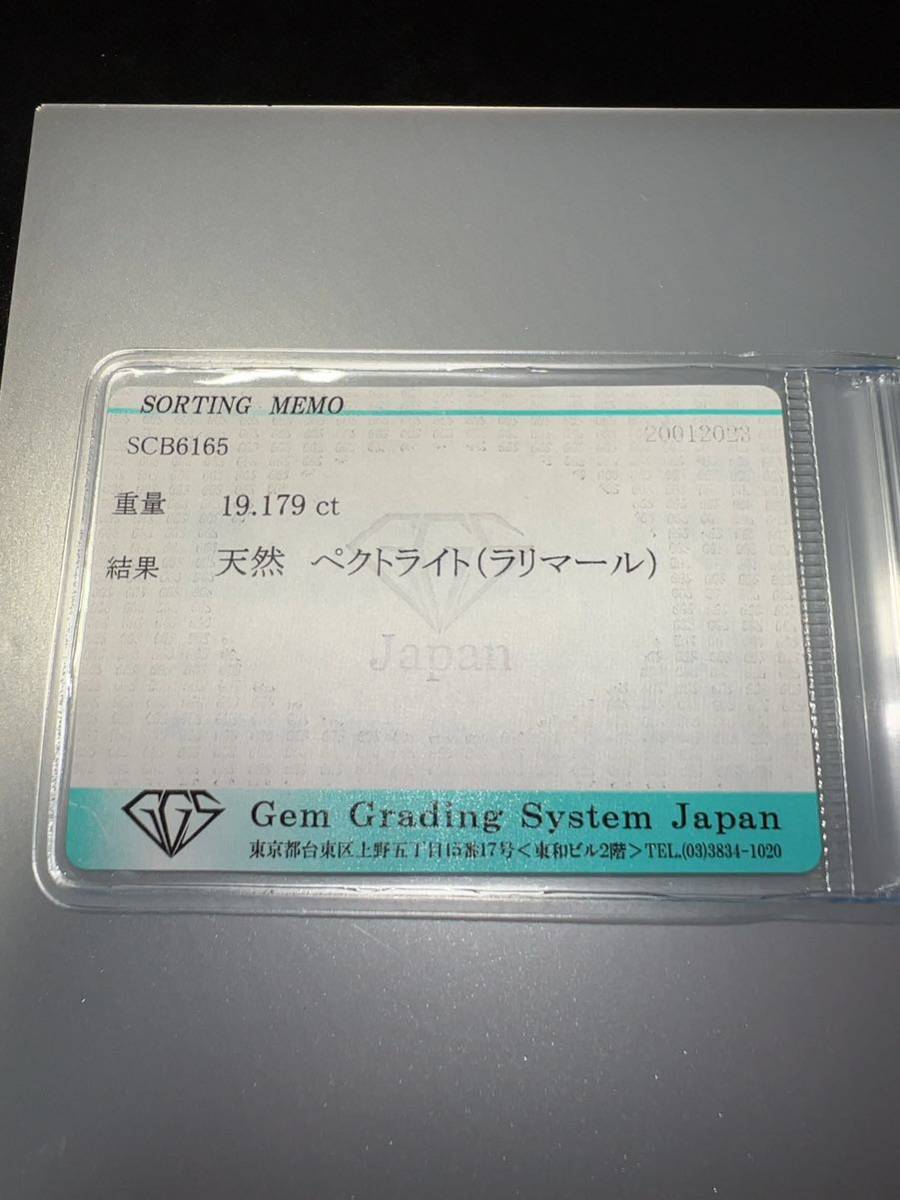 SORTING MEMO
SCB6165 20012023
重量 19.179 ct
結果 天然 ペクトライト(ラリマール)
GGS
Japan
GGS Gem Grading System Japan
東京都台東区上野五丁目15番17号<東和ビル2階>TEL.(03)3834-1020